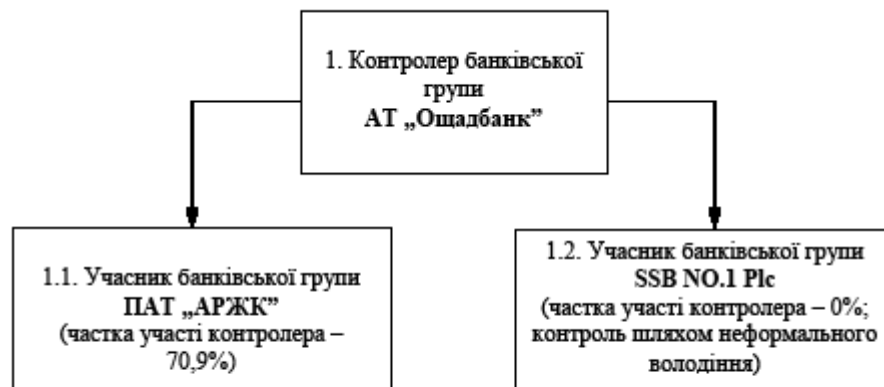 1. Контролер банківської
групи
АТ „Ощадбанк”
1.1. Учасник банківської групи
ПАТ „АРЖК”
(частка участі контролера –
70,9%)
1.2. Учасник банківської групи
SSB NO.1 Plc
(частка участі контролера – 0%;
контроль шляхом неформального
володіння)